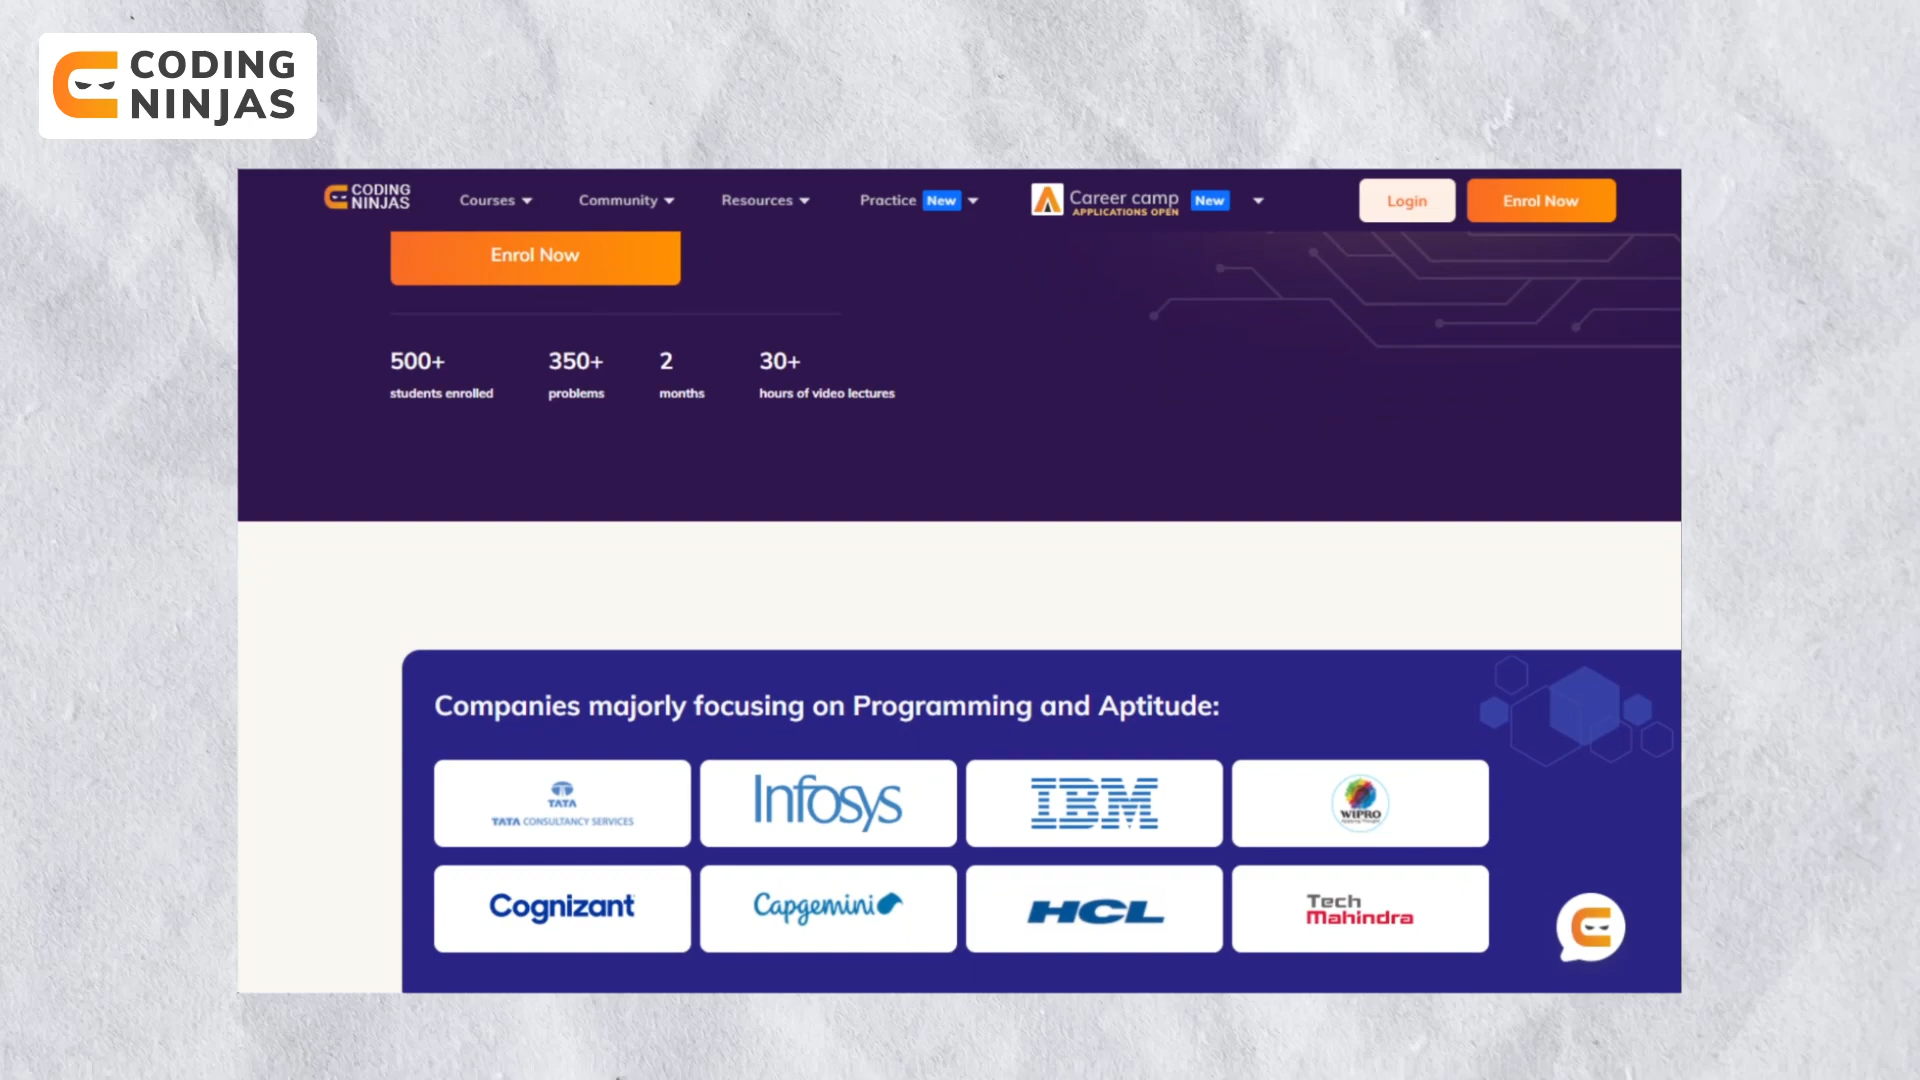 CODING
NINJAS
CODING
NINJAS
Courses
Community
Resources
Practice New
Career camp New
APPLICATIONS OPEN
Login
Enrol Now
Enrol Now
500+
students enrolled
350+
problems
2
months
30+
hours of video lectures
Companies majorly focusing on Programming and Aptitude:
TATA
TATA CONSULTANCY SERVICES
Infosys
IBM
WIPRO
Cognizant
Capgemini
HCL
Tech
Mahindra